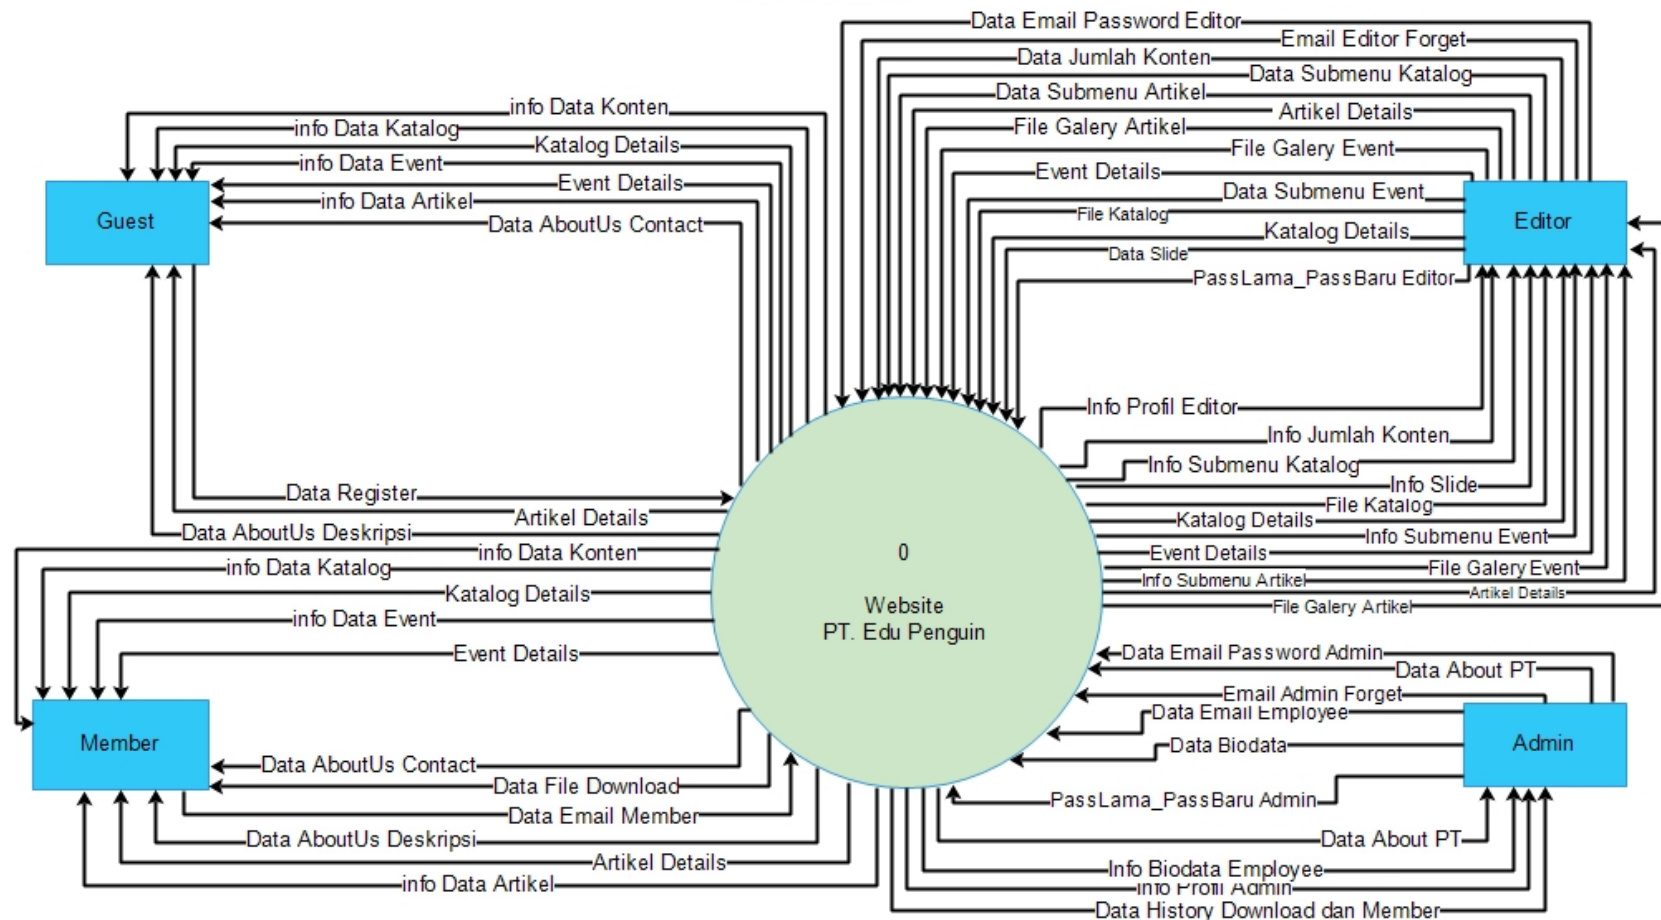 Data Email Password Editor
Email Editor Forget
Data Jumlah Konten
Data Submenu Katalog
Data Submenu Artikel
Artikel Details
File Galery Artikel
File Galery Event
Event Details
Data Submenu Event
File Katalog
Katalog Details
Data Slide
PassLama_PassBaru Editor
info Data Konten
info Data Katalog
Katalog Details
info Data Event
Event Details
info Data Artikel
Data AboutUs Contact
Guest
Editor
Info Profil Editor
Info Jumlah Konten
Info Submenu Katalog
Info Slide
File Katalog
Katalog Details
Info Submenu Event
Event Details
File Galery Event
Info Submenu Artikel
Artikel Details
File Galery Artikel
Data Register
Artikel Details
Data AboutUs Deskripsi
info Data Konten
info Data Katalog
Katalog Details
info Data Event
Event Details
0
Website
PT. Edu Penguin
Member
Data AboutUs Contact
Data File Download
Data Email Member
Data AboutUs Deskripsi
Artikel Details
info Data Artikel
Data Email Password Admin
Data About PT
Email Admin Forget
Data Email Employee
Data Biodata
Admin
PassLama_PassBaru Admin
Data About PT
Info Biodata Employee
Info Profil Admin
Data History Download dan Member